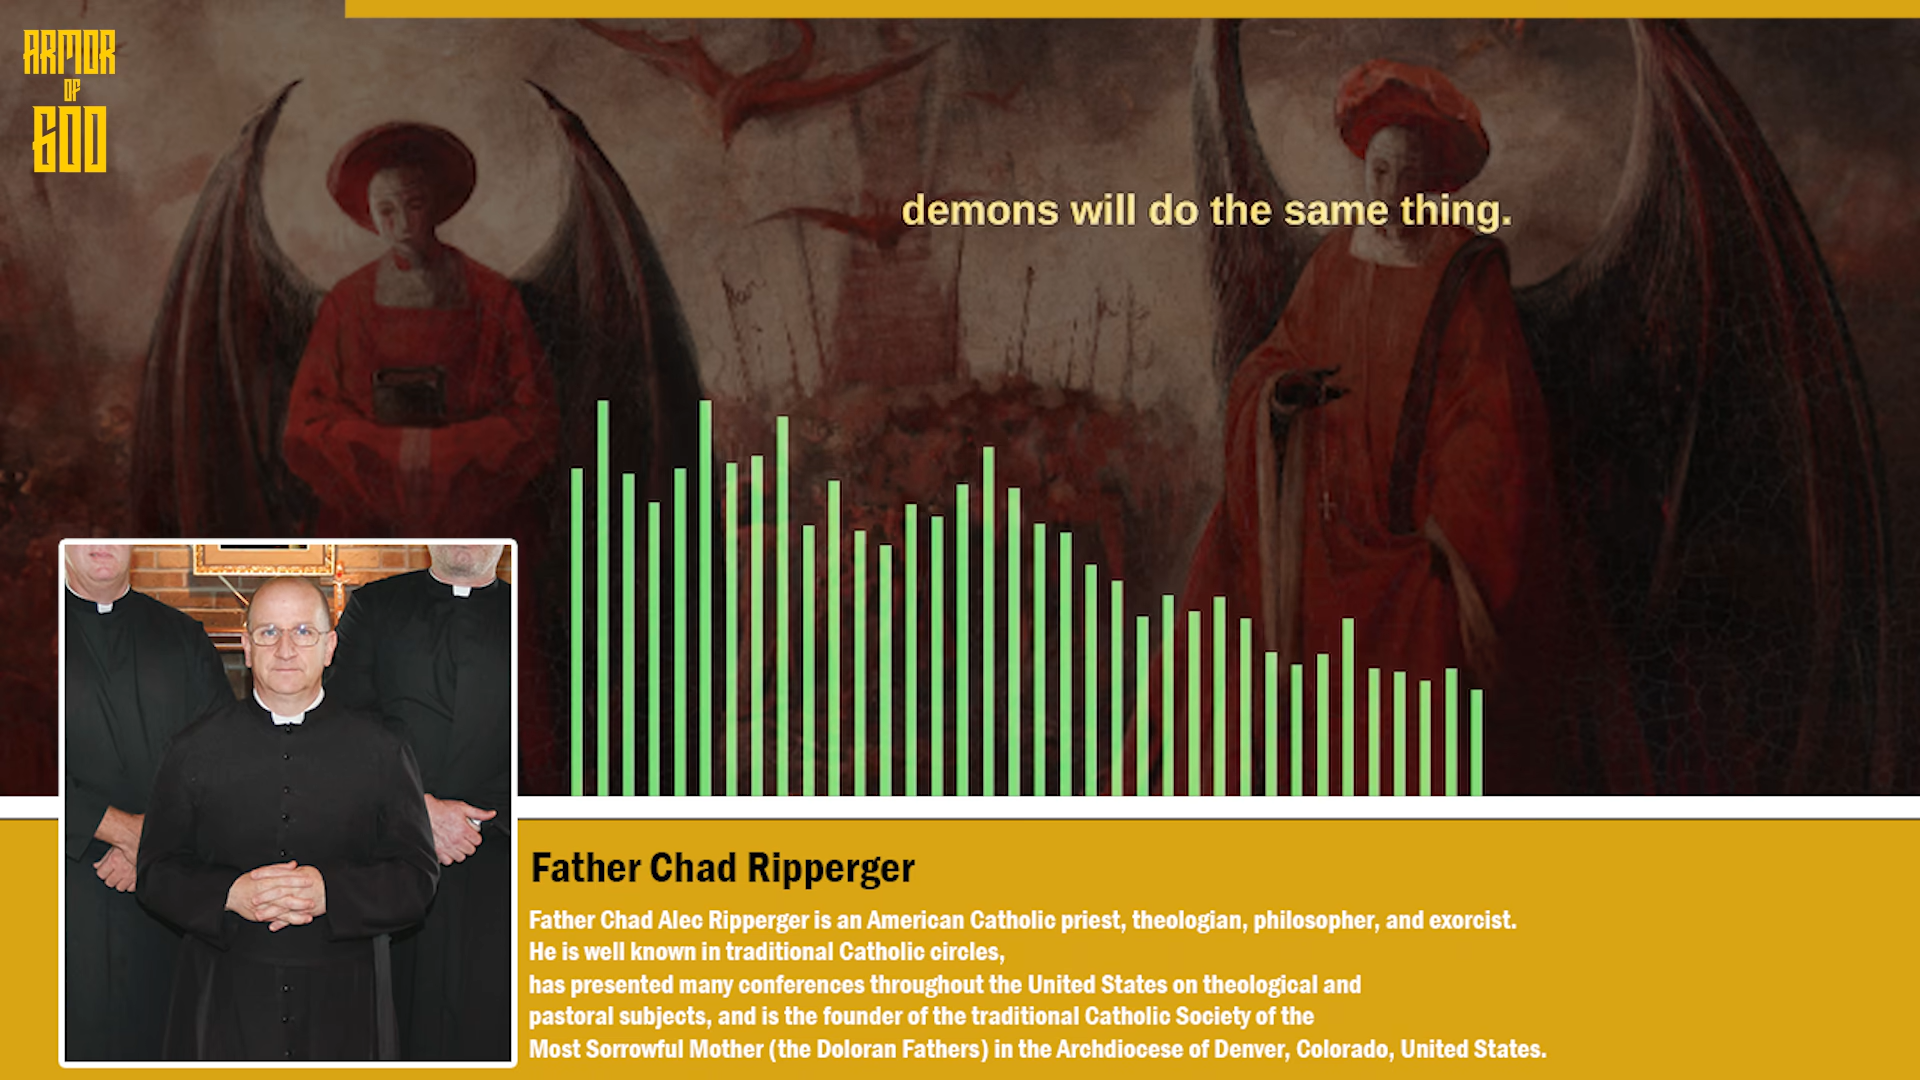 ARMOR
OF
GOD
demons will do the same thing.
Father Chad Ripperger
Father Chad Alec Ripperger is an American Catholic priest, theologian, philosopher, and exorcist.
He is well known in traditional Catholic circles,
has presented many conferences throughout the United States on theological and
pastoral subjects, and is the founder of the traditional Catholic Society of the
Most Sorrowful Mother (the Doloran Fathers) in the Archdiocese of Denver, Colorado, United States.